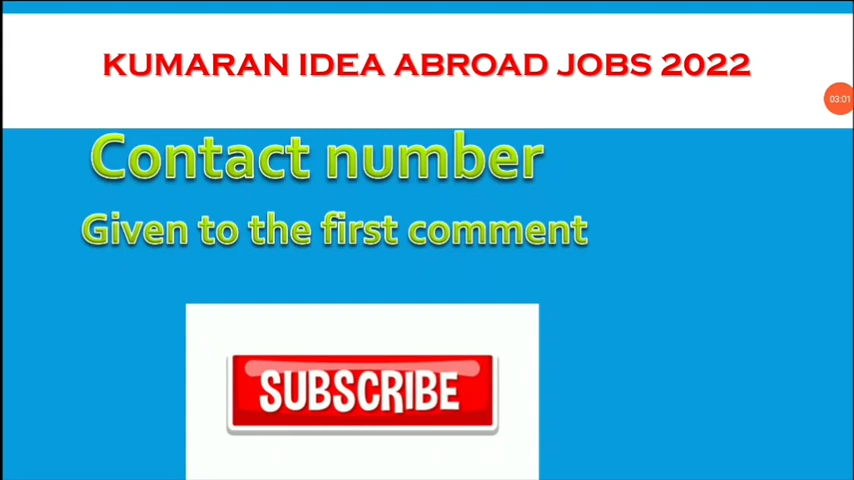 KUMARAN IDEA ABROAD JOBS 2022
03:01
Contact number
Given to the first comment
SUBSCRIBE